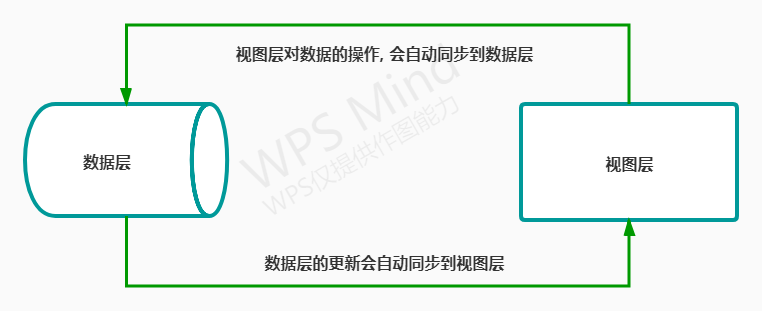 视图层对数据的操作, 会自动同步到数据层
WPS Mind
WPS仅提供作图能力
数据层
视图层
数据层的更新会自动同步到视图层